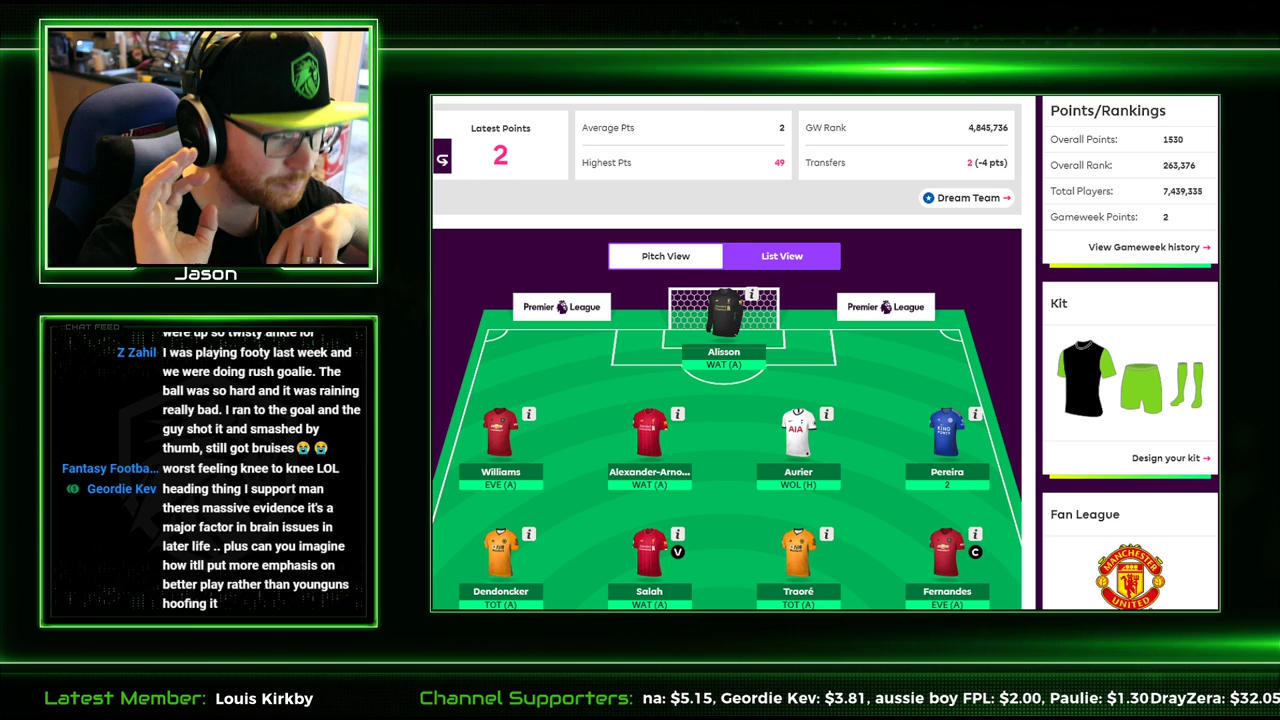 Jason
CHAT FEED
were up so twisty ankle lol
Z Zahil I was playing footy last week and
we were doing rush goalie. The
ball was so hard and it was raining
really bad. I ran to the goal and the
guy shot it and smashed by
thumb, still got bruises😭 😭
Fantasy Footba... worst feeling knee to knee LOL
Geordie Kev heading thing I support man
theres massive evidence it's a
major factor in brain issues in
later life .. plus can you imagine
how itll put more emphasis on
better play rather than younguns
hoofing it
Latest Points
2
Average Pts 2
Highest Pts 49
GW Rank 4,845,736
Transfers 2 (-4 pts)
Dream Team →
Pitch View
List View
Premier League
Premier League
Alisson
WAT (A)
AIA
KING POWER
Williams
EVE (A)
Alexander-Arno...
WAT (A)
Aurier
WOL (H)
Pereira
2
V
C
Dendoncker
TOT (A)
Salah
WAT (A)
Traoré
TOT (A)
Fernandes
EVE (A)
Points/Rankings
Overall Points: 1530
Overall Rank: 263,376
Total Players: 7,439,335
Gameweek Points: 2
View Gameweek history →
Kit
Design your kit →
Fan League
MANCHESTER
UNITED
Latest Member: Louis Kirkby
Channel Supporters: na: $5.15, Geordie Kev: $3.81, aussie boy FPL: $2.00, Paulie: $1.30DrayZera: $32.05